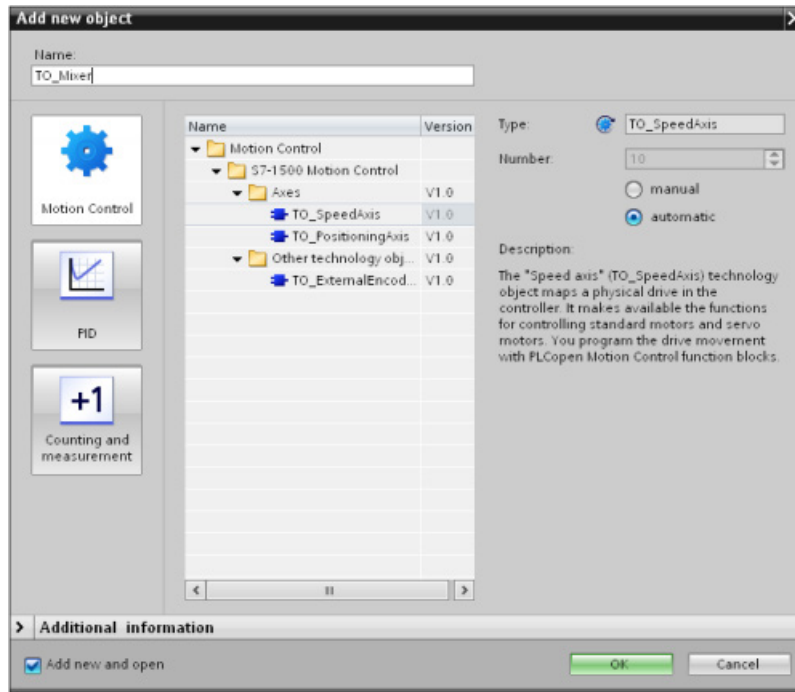 Add new object
Name:
TO_Mixer
Motion Control
PID
+1
Counting and
measurement
Name Version
Motion Control
S7-1500 Motion Control
Axes V1.0
TO_SpeedAxis V1.0
TO_PositioningAxis V1.0
Other technology obj... V1.0
TO_ExternalEncod... V1.0
Type: TO_SpeedAxis
Number: 10
manual
automatic
Description:
The "Speed axis" (TO_SpeedAxis) technology
object maps a physical drive in the
controller. It makes available the functions
for controlling standard motors and servo
motors. You program the drive movement
with PLCopen Motion Control function blocks.
Additional information
Add new and open
OK Cancel